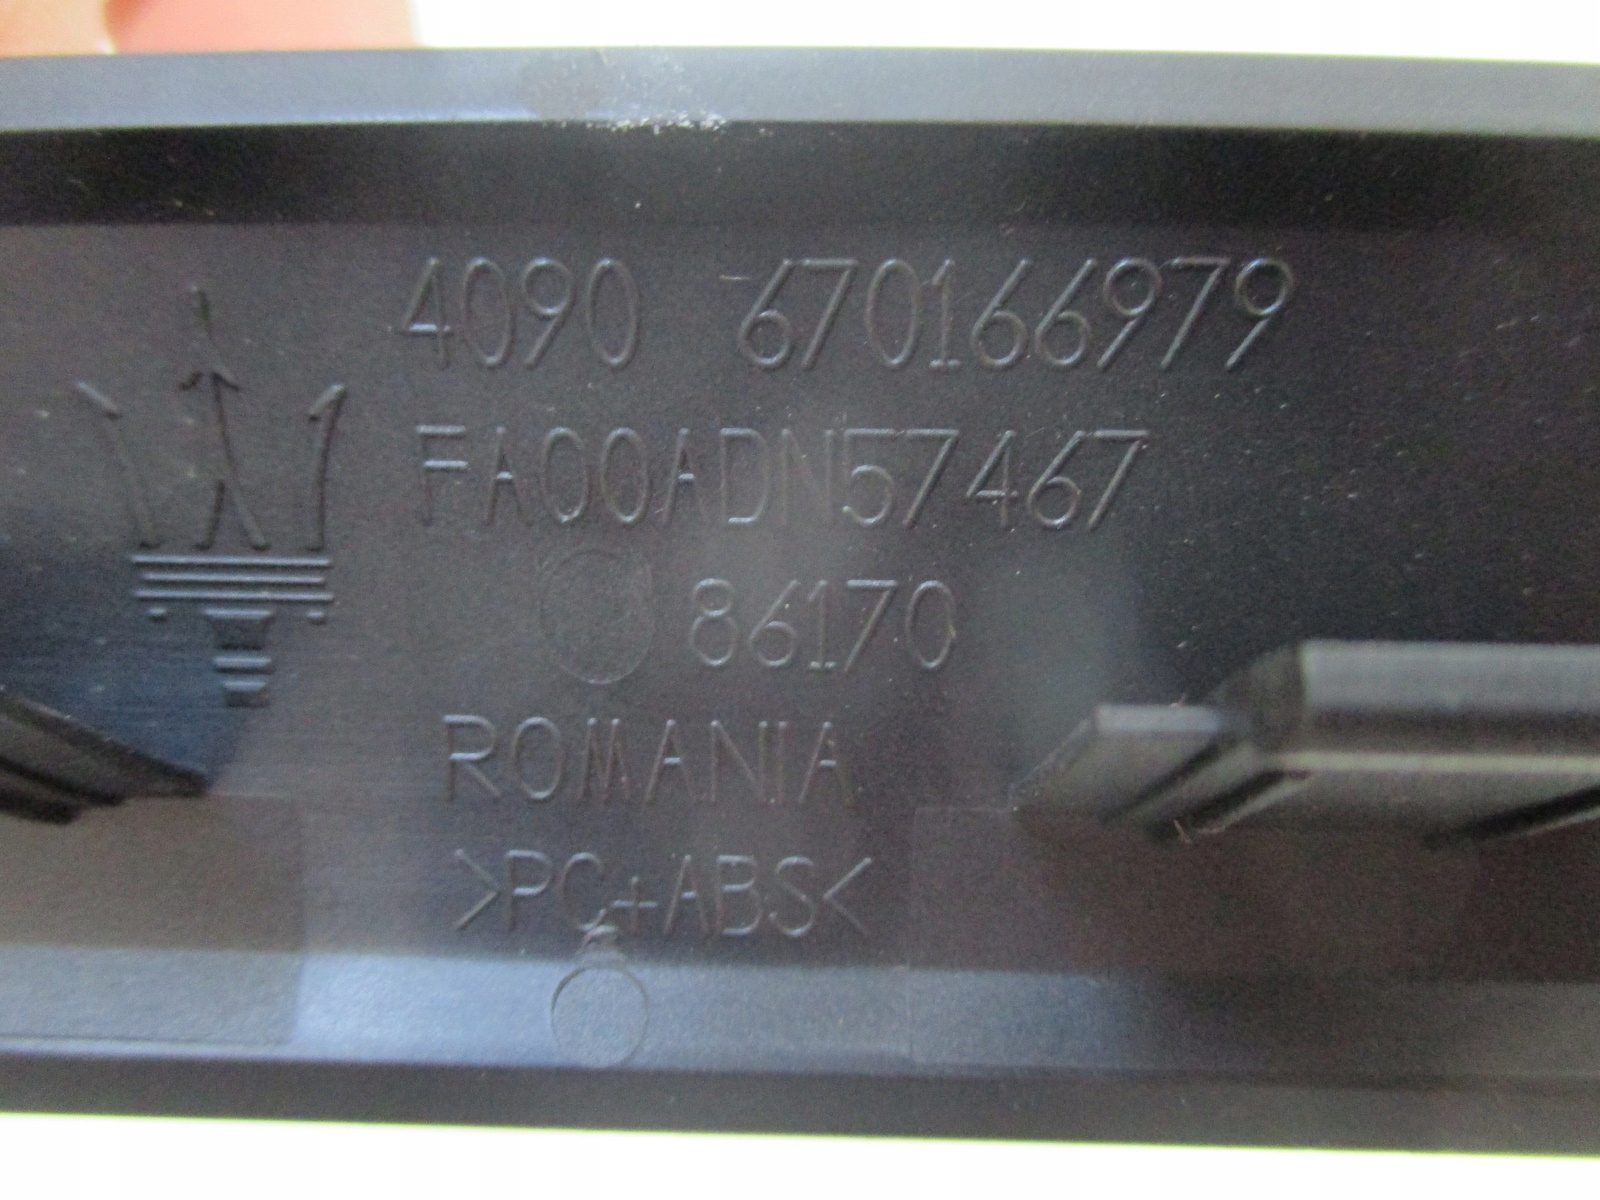 4090 670166979
FA00ADN57467
86170
ROMANIA
>PC+ABS<